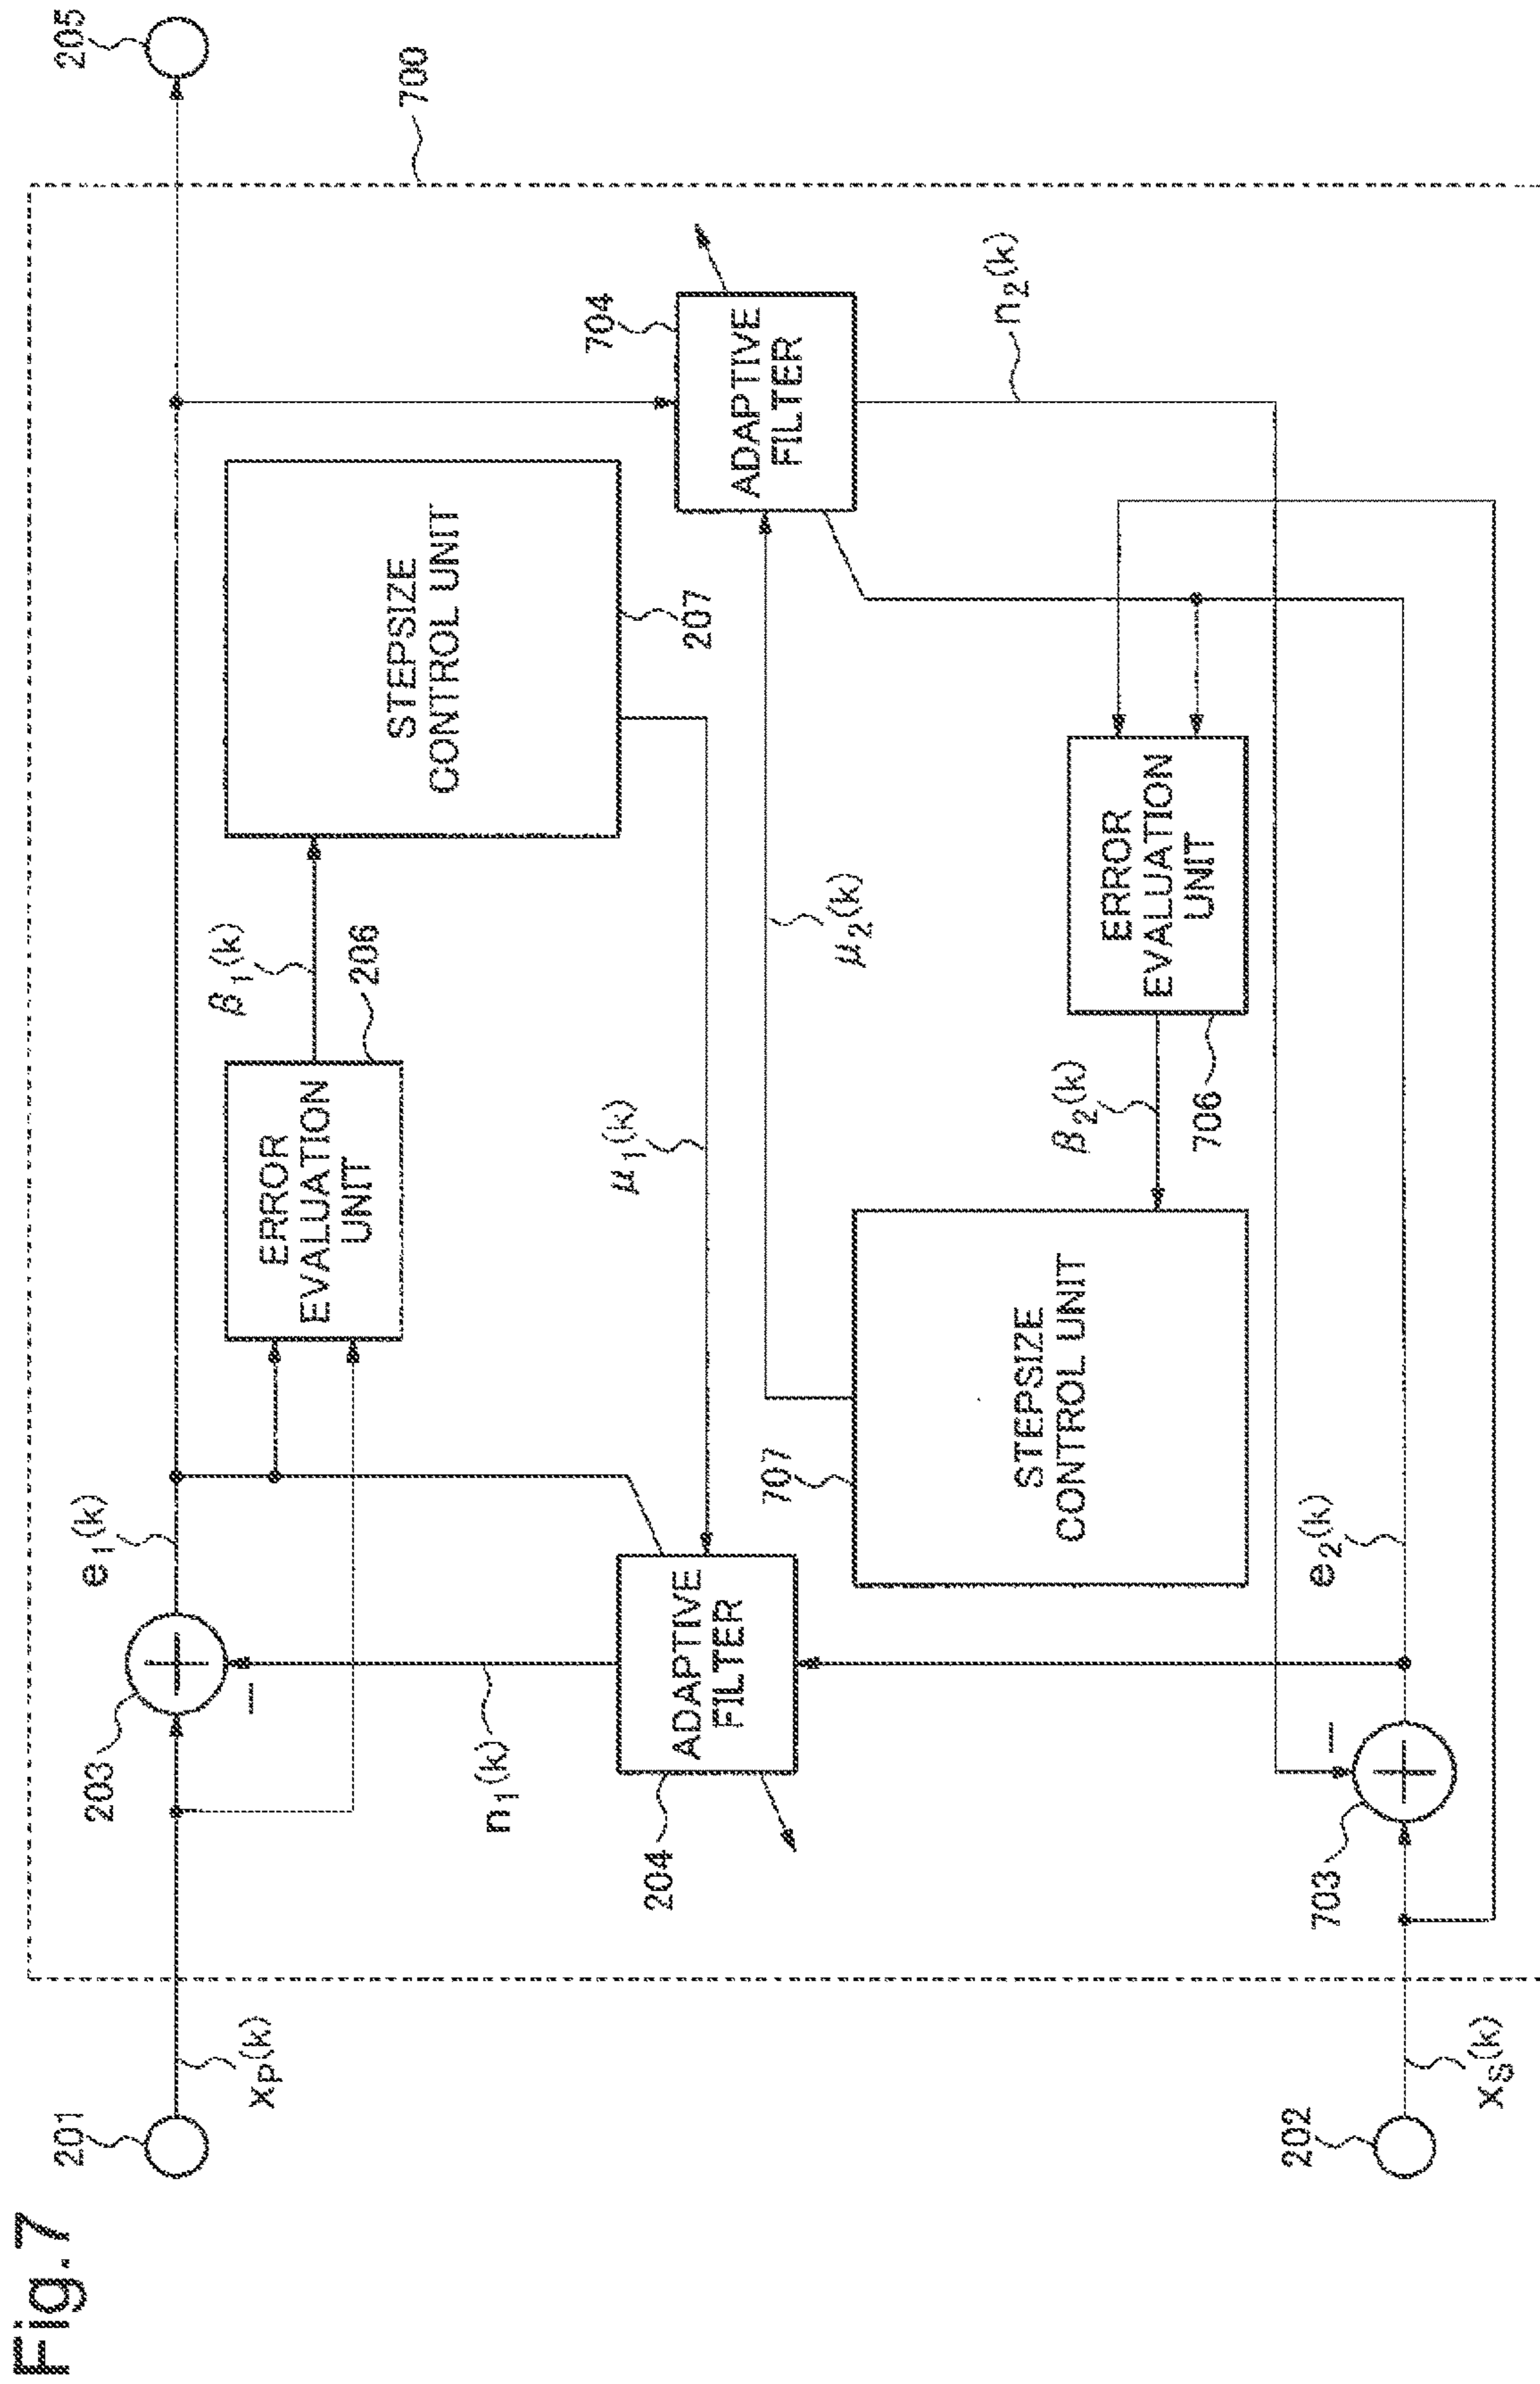 Fig.7
201
xP(k)
203
e1(k)
ERROR
EVALUATION
UNIT
206
β1(k)
STEPSIZE
CONTROL UNIT
207
205
700
n1(k)
204
ADAPTIVE
FILTER
μ1(k)
μ2(k)
704
ADAPTIVE
FILTER
n2(k)
707
STEPSIZE
CONTROL UNIT
β2(k)
706
ERROR
EVALUATION
UNIT
202
xS(k)
703
e2(k)